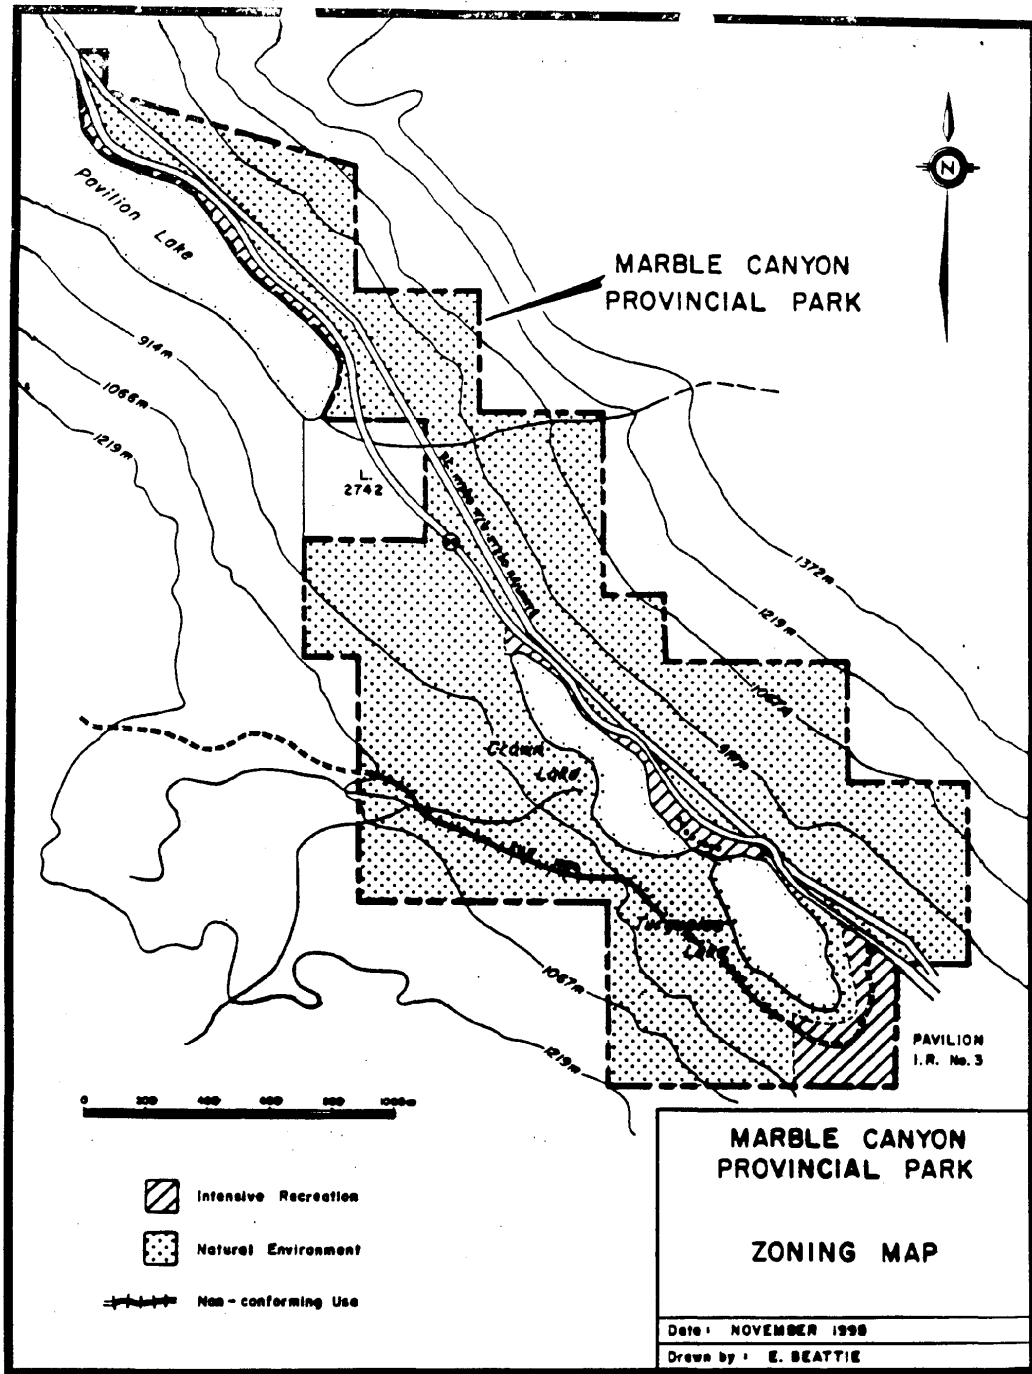 N
MARBLE CANYON
PROVINCIAL PARK
Pavilion Lake
914m
1066m
1219m
L.
2742
1372m
1219m
Crown
Lake
Lake
1067m
1219m
PAVILION
I.R. No. 3
0 200 400 600 800 1000m
Intensive Recreation
Natural Environment
Non-conforming Use
MARBLE CANYON
PROVINCIAL PARK
ZONING MAP
Date: NOVEMBER 1990
Drawn by: E. BEATTIE